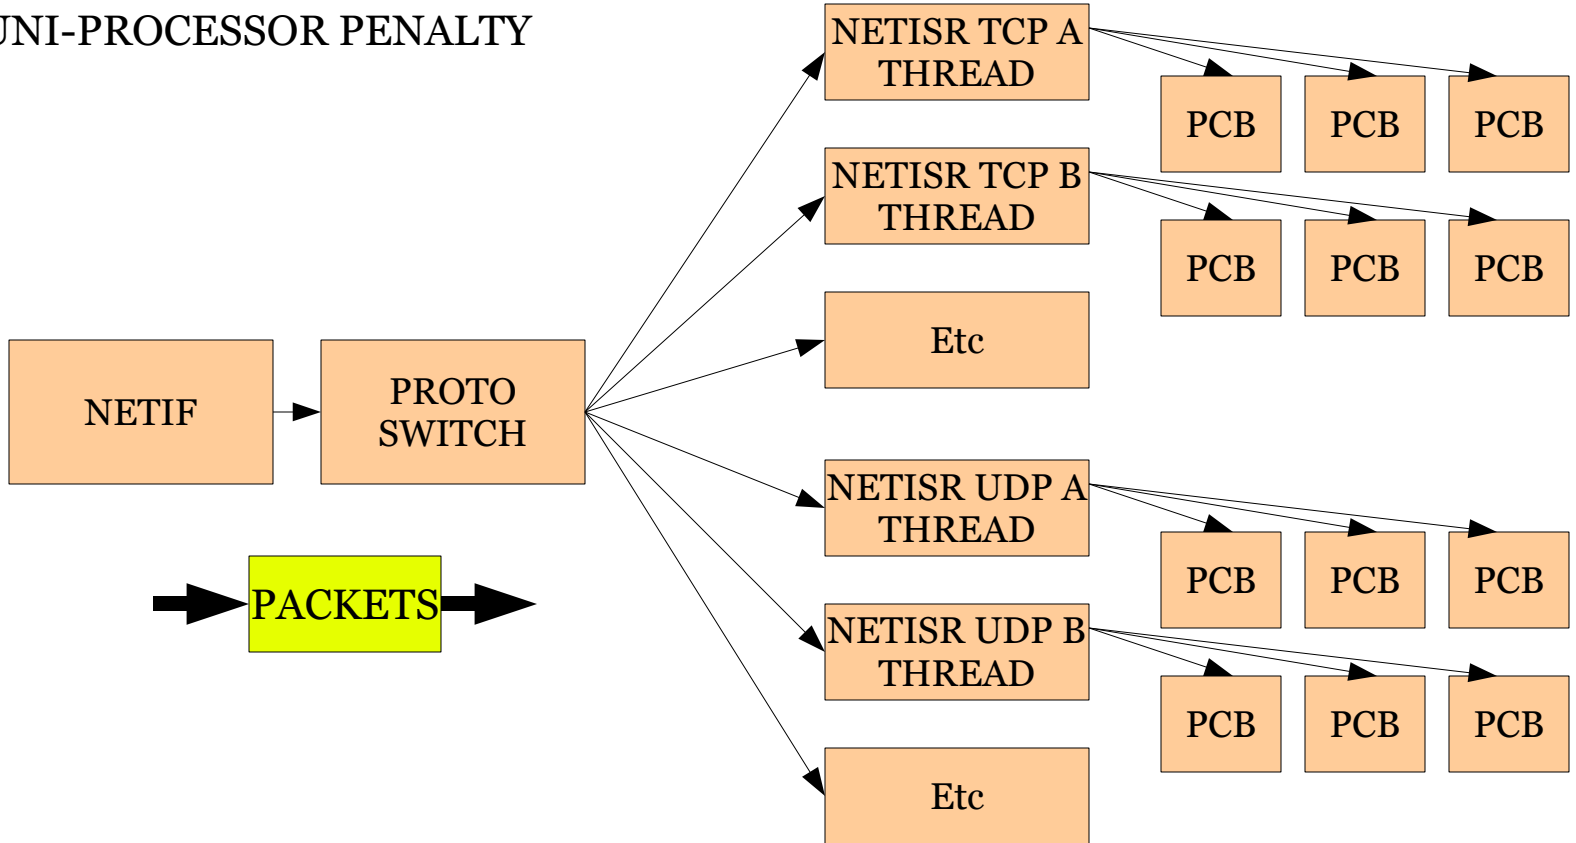 UNI-PROCESSOR PENALTY
NETISR TCP A
THREAD
PCB
PCB
PCB
NETISR TCP B
THREAD
PCB
PCB
PCB
Etc
NETIF
PROTO
SWITCH
NETISR UDP A
THREAD
PCB
PCB
PCB
PACKETS
NETISR UDP B
THREAD
PCB
PCB
PCB
Etc